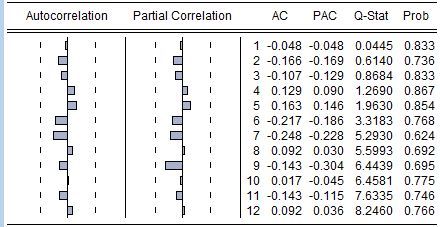 Autocorrelation Partial Correlation AC PAC Q-Stat Prob
1 -0.048 -0.048 0.0445 0.833
2 -0.166 -0.169 0.6140 0.736
3 -0.107 -0.129 0.8684 0.833
4 0.129 0.090 1.2690 0.867
5 0.163 0.146 1.9630 0.854
6 -0.217 -0.186 3.3183 0.768
7 -0.248 -0.228 5.2930 0.624
8 0.092 0.030 5.5993 0.692
9 -0.143 -0.304 6.4439 0.695
10 0.017 -0.045 6.4581 0.775
11 -0.143 -0.115 7.6335 0.746
12 0.092 0.036 8.2460 0.766